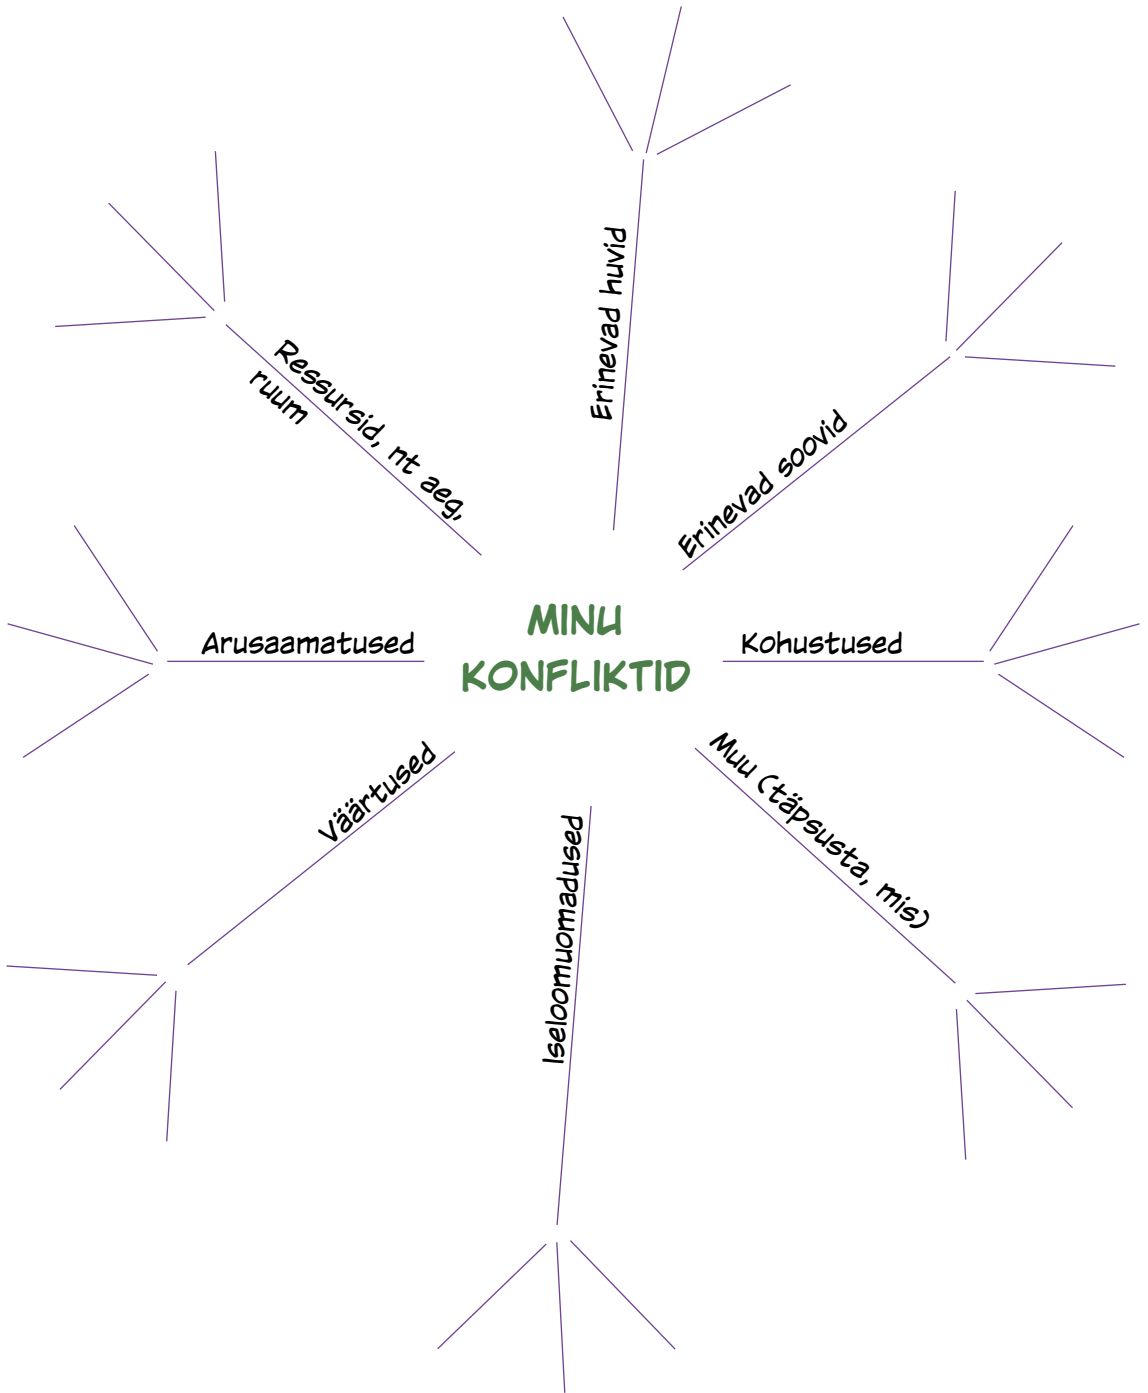 Erinevad huvid
Ressursid, nt aeg,
ruum
Erinevad soovid
MINU
KONFLIKTID
Arusaamatused
Kohustused
Väärtused
Muu (täpsusta, mis)
Iseloomuomadused